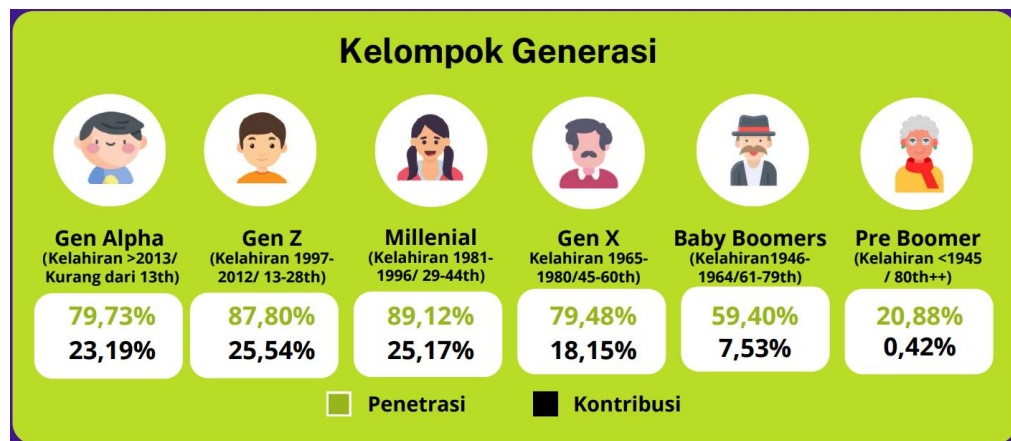 Kelompok Generasi
Gen Alpha
(Kelahiran >2013/
Kurang dari 13th)
79,73%
23,19%
Gen Z
(Kelahiran 1997-
2012/ 13-28th)
87,80%
25,54%
Millenial
(Kelahiran 1981-
1996/ 29-44th)
89,12%
25,17%
Gen X
Kelahiran 1965-
1980/45-60th)
79,48%
18,15%
Baby Boomers
(Kelahiran1946-
1964/61-79th)
59,40%
7,53%
Pre Boomer
(Kelahiran <1945
/ 80th++)
20,88%
0,42%
Penetrasi
Kontribusi